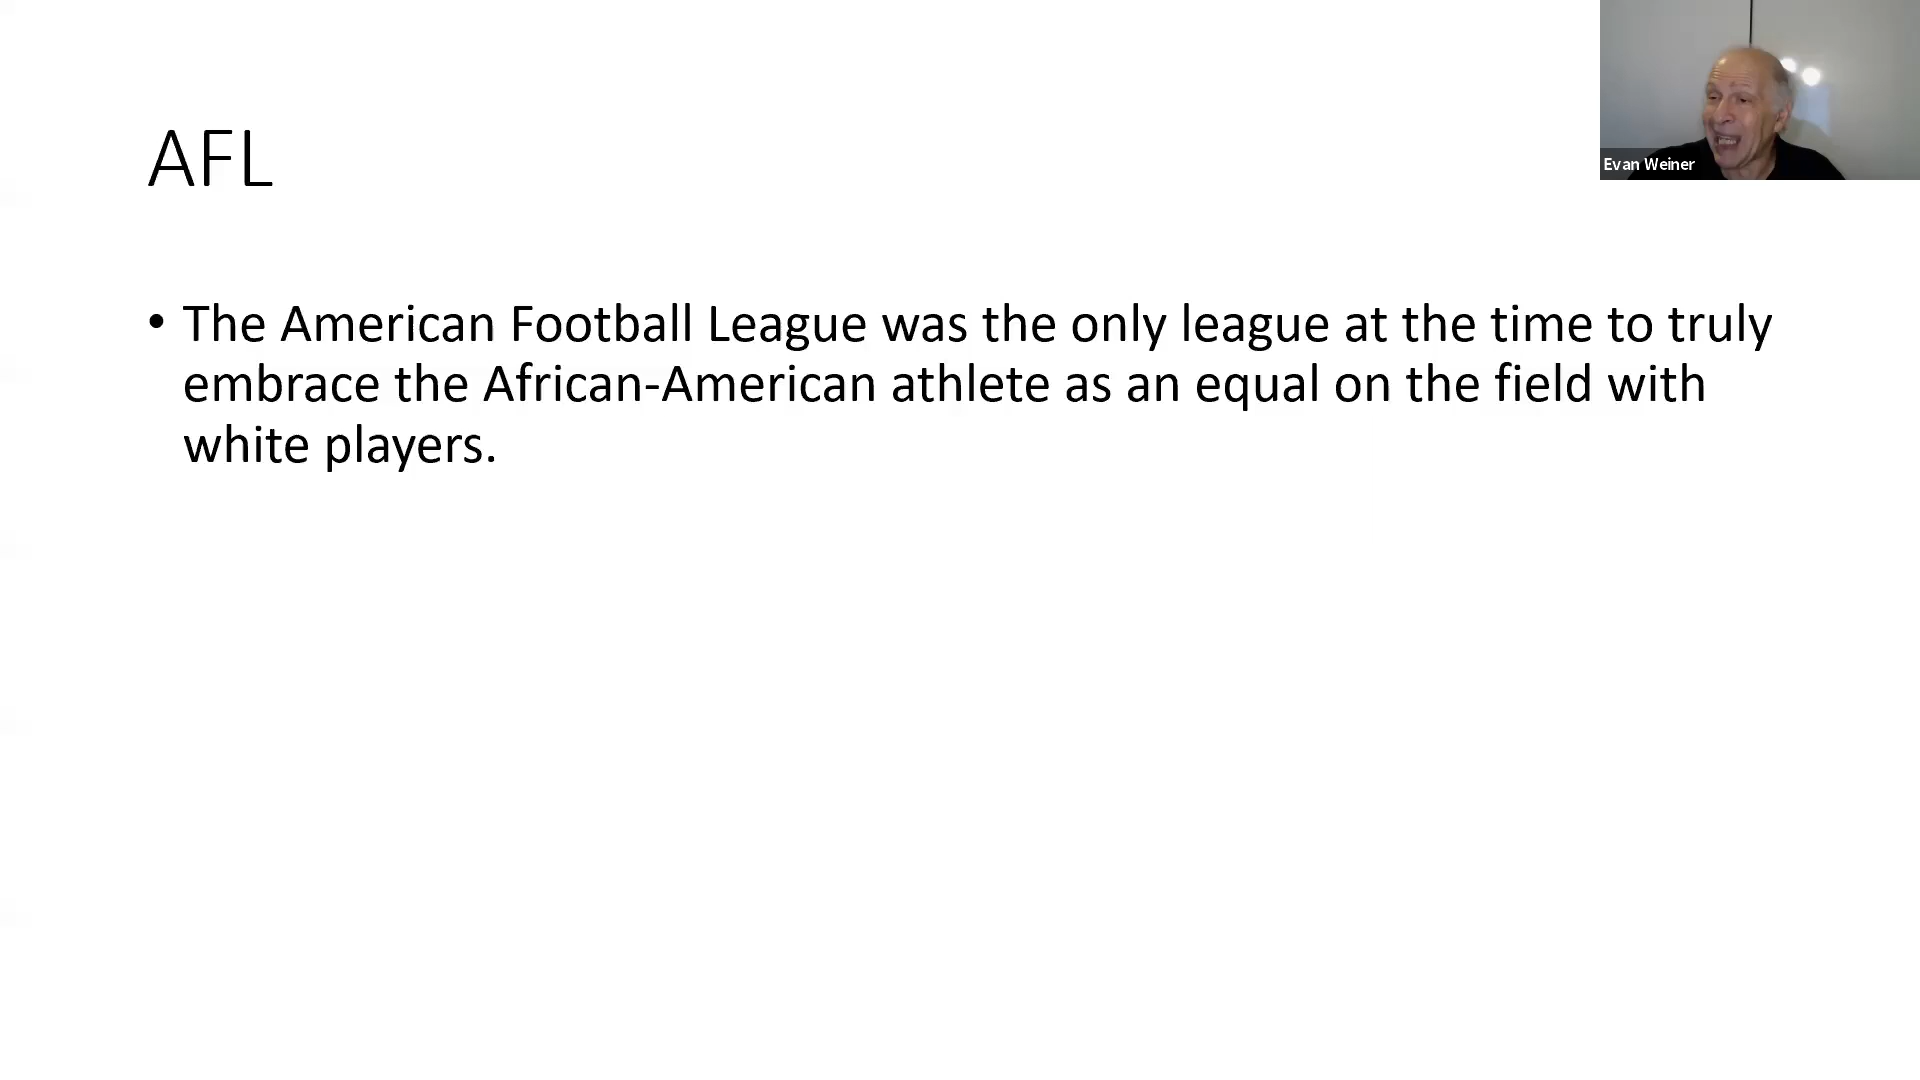 AFL
Evan Weiner
• The American Football League was the only league at the time to truly
embrace the African-American athlete as an equal on the field with
white players.